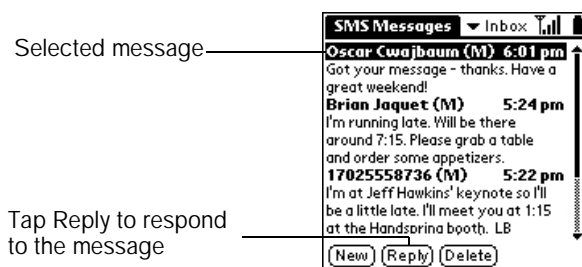 SMS Messages Inbox
Selected message
Oscar Cwajbaum (M) 6:01 pm
Got your message - thanks. Have a
great weekend!
Brian Jaquet (M) 5:24 pm
I'm running late. Will be there
around 7:15. Please grab a table
and order some appetizers.
17025558736 (M) 5:22 pm
I'm at Jeff Hawkins' keynote so I'll
be a little late. I'll meet you at 1:15
at the Handspring booth. LB
Tap Reply to respond
to the message
New Reply Delete